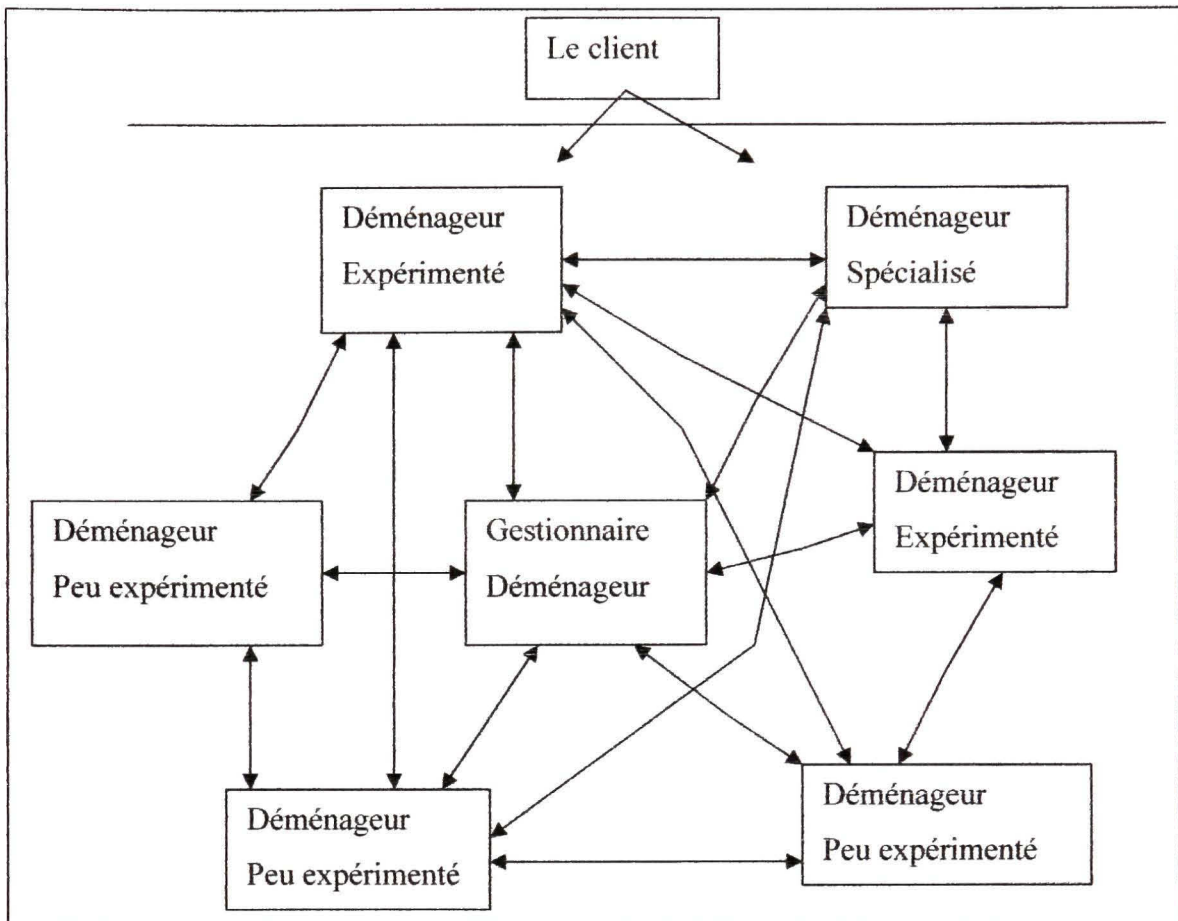 Le client
Déménageur
Expérimenté
Déménageur
Spécialisé
Déménageur
Expérimenté
Déménageur
Peu expérimenté
Gestionnaire
Déménageur
Déménageur
Peu expérimenté
Déménageur
Peu expérimenté